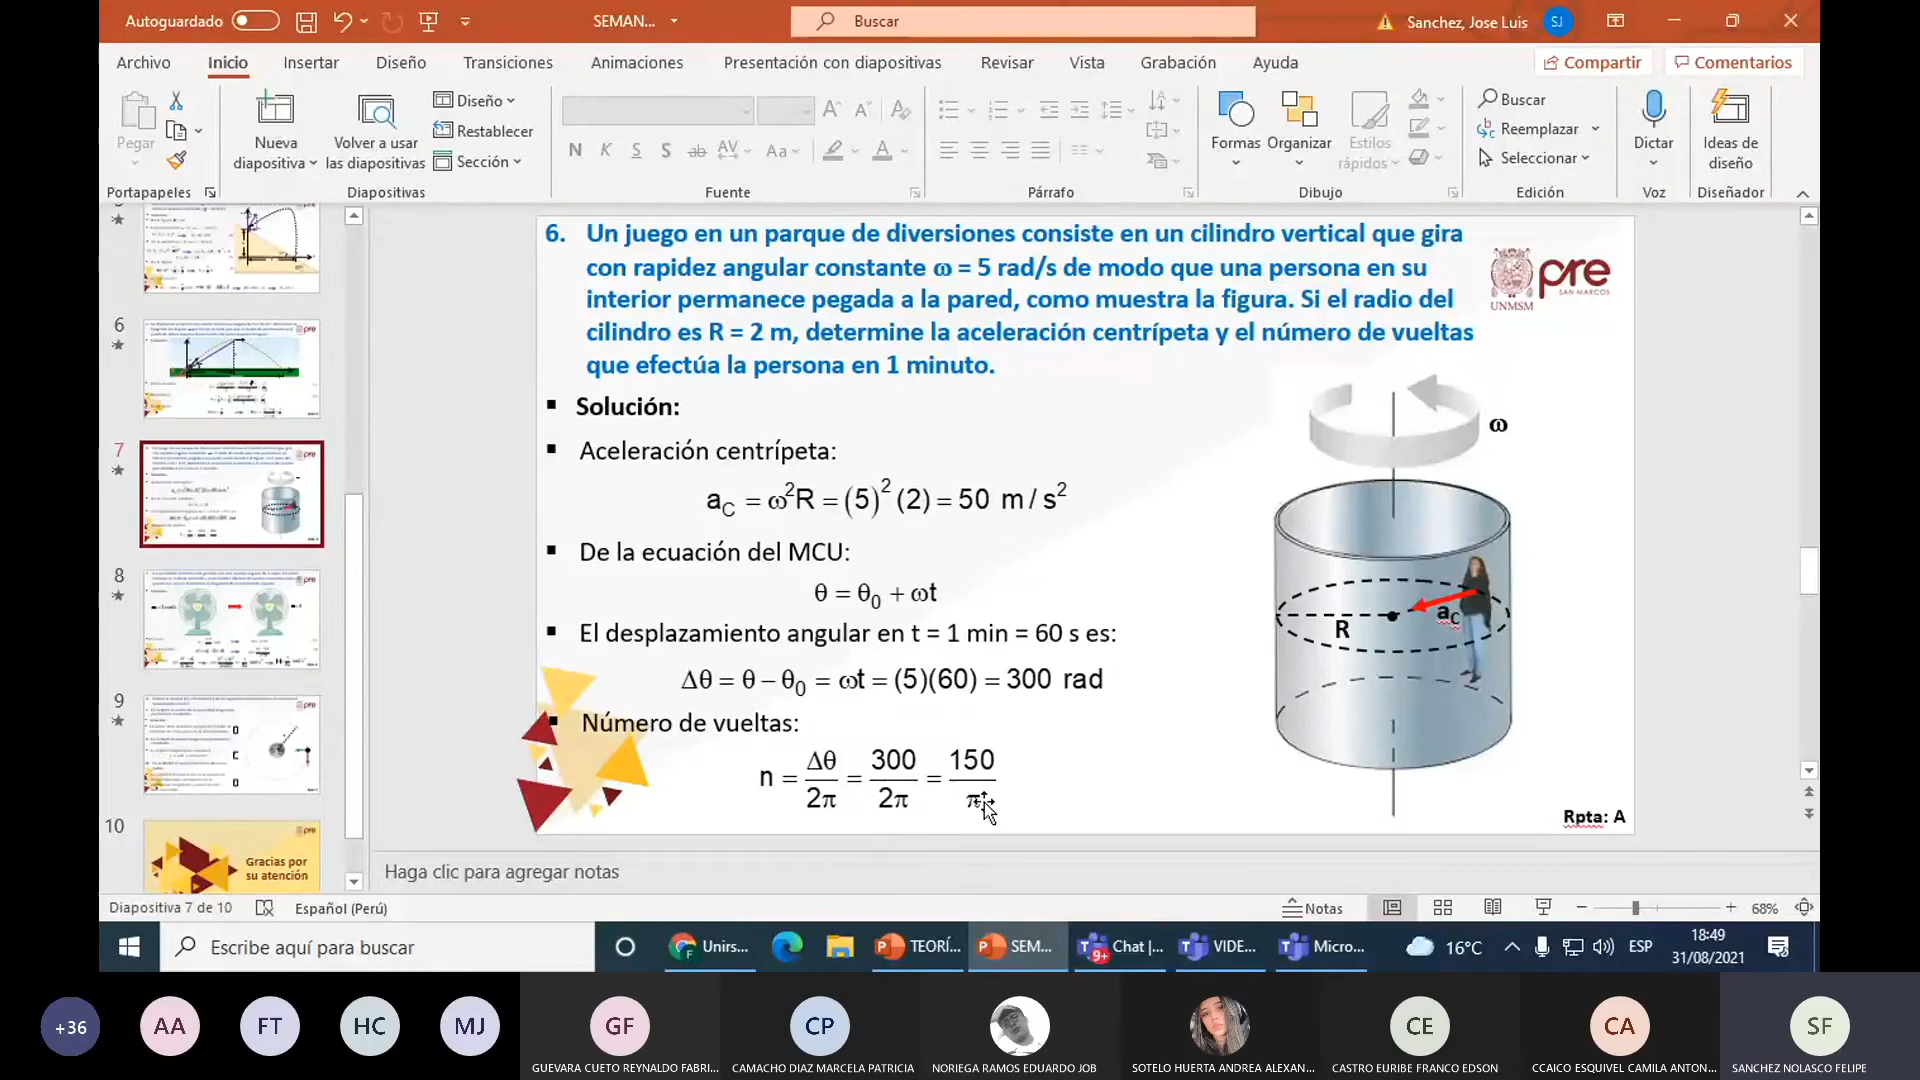 Autoguardado
SEMAN...
Buscar
Sanchez, Jose Luis
SJ
Archivo
Inicio
Insertar
Diseño
Transiciones
Animaciones
Presentación con diapositivas
Revisar
Vista
Grabación
Ayuda
Compartir
Comentarios
Pegar
Nueva
diapositiva
Volver a usar
las diapositivas
Diseño
Restablecer
Sección
Formas
Organizar
Estilos
rápidos
Buscar
Reemplazar
Seleccionar
Dictar
Ideas de
diseño
Portapapeles
Diapositivas
Fuente
Párrafo
Dibujo
Edición
Voz
Diseñador
6
7
8
9
10
Gracias por
su atención
6. Un juego en un parque de diversiones consiste en un cilindro vertical que gira
con rapidez angular constante ω = 5 rad/s de modo que una persona en su
interior permanece pegada a la pared, como muestra la figura. Si el radio del
cilindro es R = 2 m, determine la aceleración centrípeta y el número de vueltas
que efectúa la persona en 1 minuto.
UNMSM
pre
SAN MARCOS
▪ Solución:
▪ Aceleración centrípeta:
a_C = ω²R = (5)² (2) = 50 m / s²
▪ De la ecuación del MCU:
θ = θ₀ + ωt
▪ El desplazamiento angular en t = 1 min = 60 s es:
Δθ = θ – θ₀ = ωt = (5)(60) = 300 rad
▪ Número de vueltas:
n = Δθ/2π = 300/2π = 150/π
ω
R
a_C
Rpta: A
Haga clic para agregar notas
Diapositiva 7 de 10
Español (Perú)
Notas
68%
Escribe aquí para buscar
Unirs...
TEORÍ...
SEM...
9+
Chat |...
VIDE...
Micro...
16°C
ESP
18:49
31/08/2021
+36
AA
FT
HC
MJ
GF
CP
CE
CA
SF
GUEVARA CUETO REYNALDO FABRI...
CAMACHO DIAZ MARCELA PATRICIA
NORIEGA RAMOS EDUARDO JOB
SOTELO HUERTA ANDREA ALEXAN...
CASTRO EURIBE FRANCO EDSON
CCAICO ESQUIVEL CAMILA ANTON...
SANCHEZ NOLASCO FELIPE